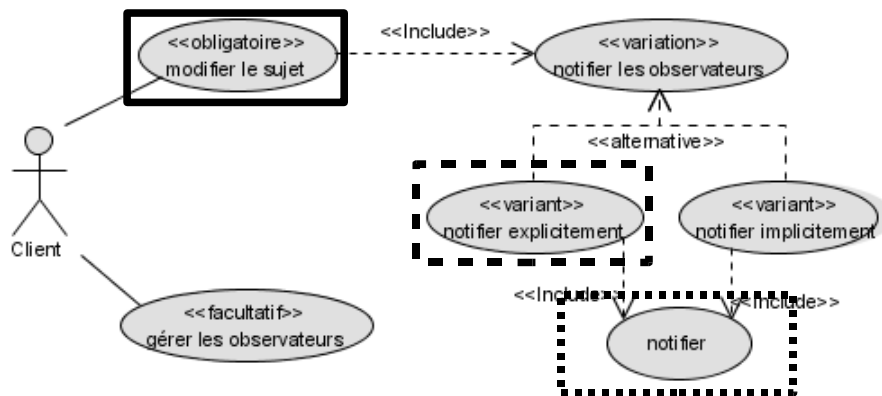 <<obligatoire>>
modifier le sujet
<<Include>>
<<variation>>
notifier les observateurs
<<alternative>>
<<variant>>
notifier explicitement
<<variant>>
notifier implicitement
Client
<<Include>>
<<Include>>
<<facultatif>>
gérer les observateurs
notifier